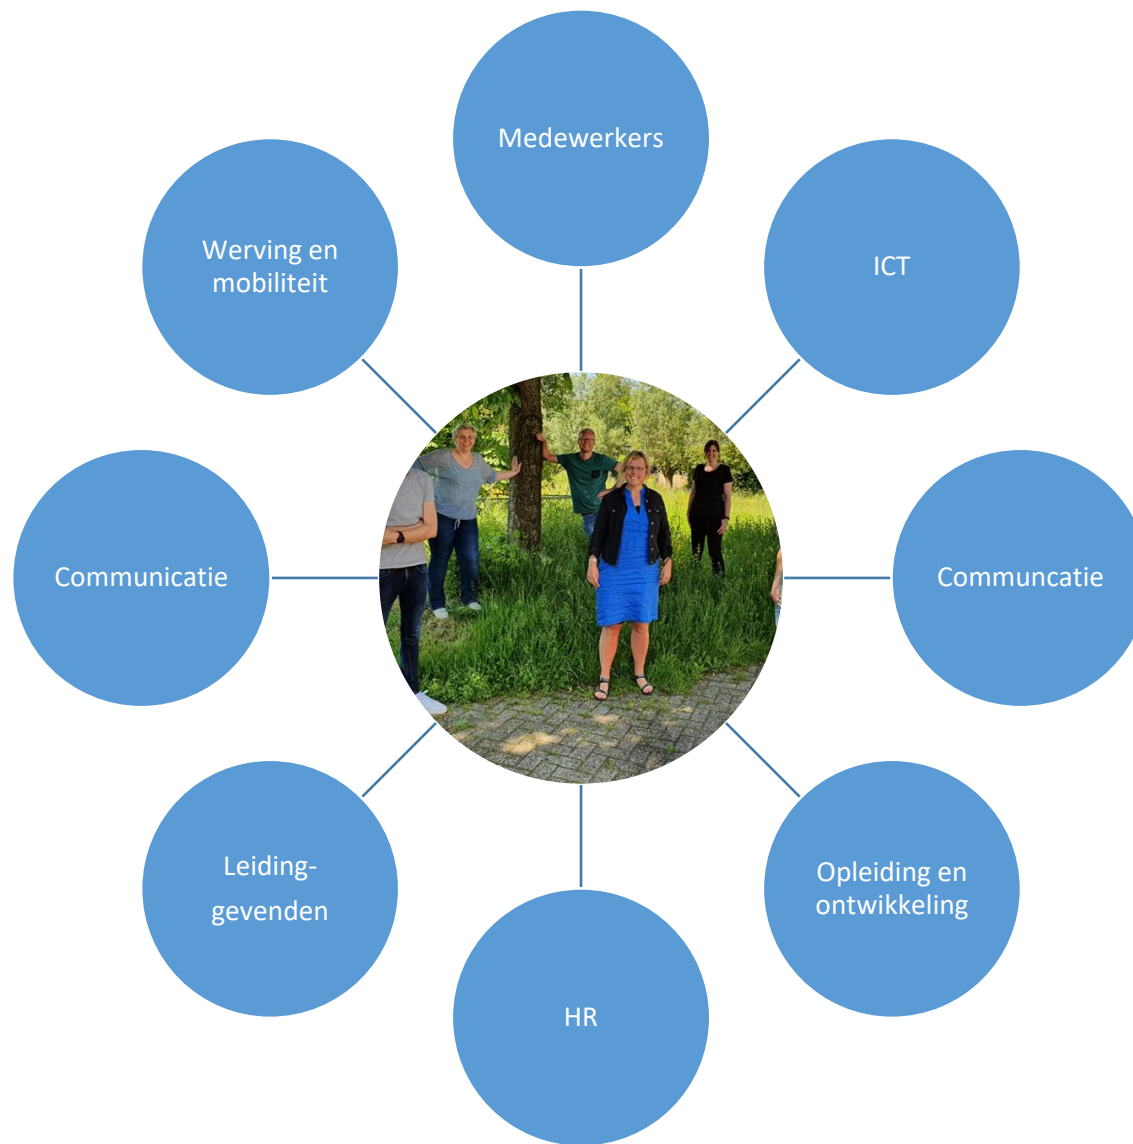 Medewerkers
Werving en
mobiliteit
ICT
Communicatie
Communcatie
Leiding-
gevenden
Opleiding en
ontwikkeling
HR